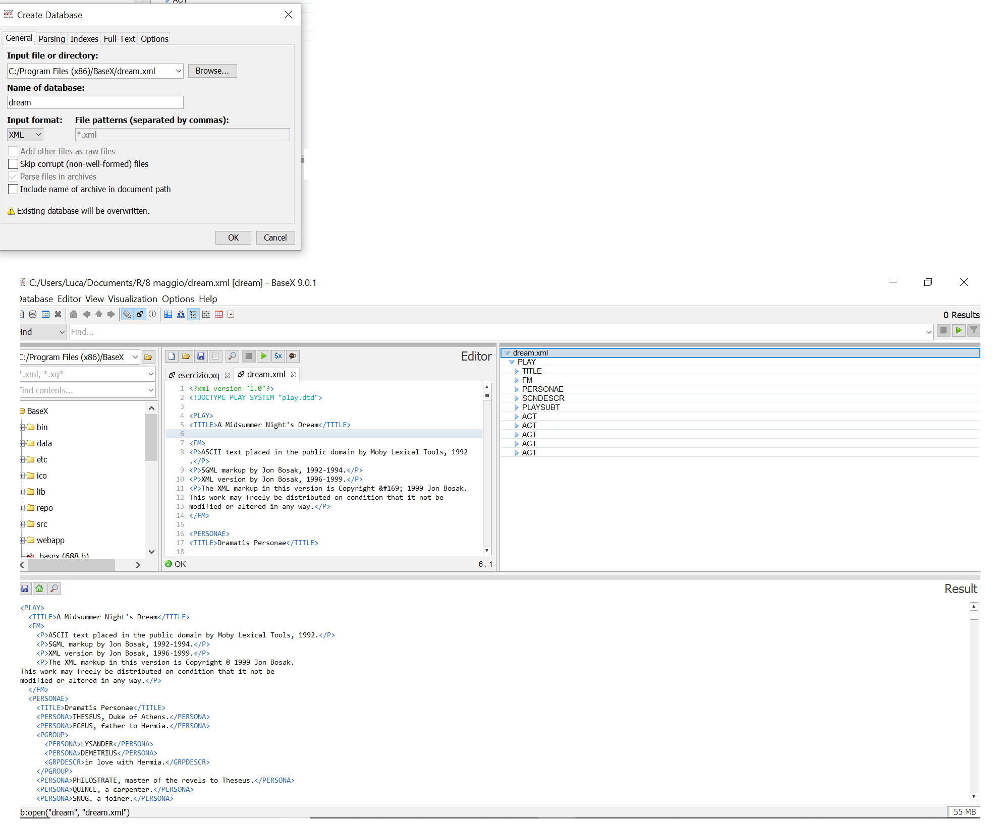 ACT
Create Database
General Parsing Indexes Full-Text Options
Input file or directory:
C:/Program Files (x86)/BaseX/dream.xml Browse...
Name of database:
dream
Input format: File patterns (separated by commas):
XML *.xml
Add other files as raw files
Skip corrupt (non-well-formed) files
Parse files in archives
Include name of archive in document path
Existing database will be overwritten.
OK Cancel
C:/Users/Luca/Documents/R/8 maggio/dream.xml [dream] - BaseX 9.0.1
Database Editor View Visualization Options Help
0 Results
Find Find...
C:/Program Files (x86)/BaseX
*.xml, *.xq*
Find contents...
BaseX
bin
data
etc
ico
lib
repo
src
webapp
basex (688 b)
$x
Editor
esercizio.xq dream.xml
1 <?xml version="1.0"?>
2 <!DOCTYPE PLAY SYSTEM "play.dtd">
3
4 <PLAY>
5 <TITLE>A Midsummer Night's Dream</TITLE>
6
7 <FM>
8 <P>ASCII text placed in the public domain by Moby Lexical Tools, 1992
.</P>
9 <P>SGML markup by Jon Bosak, 1992-1994.</P>
10 <P>XML version by Jon Bosak, 1996-1999.</P>
11 <P>The XML markup in this version is Copyright &#169; 1999 Jon Bosak.
12 This work may freely be distributed on condition that it not be
13 modified or altered in any way.</P>
14 </FM>
15
16 <PERSONAE>
17 <TITLE>Dramatis Personae</TITLE>
18
OK 6 : 1
dream.xml
PLAY
TITLE
FM
PERSONAE
SCNDESCR
PLAYSUBT
ACT
ACT
ACT
ACT
ACT
Result
<PLAY>
<TITLE>A Midsummer Night's Dream</TITLE>
<FM>
<P>ASCII text placed in the public domain by Moby Lexical Tools, 1992.</P>
<P>SGML markup by Jon Bosak, 1992-1994.</P>
<P>XML version by Jon Bosak, 1996-1999.</P>
<P>The XML markup in this version is Copyright © 1999 Jon Bosak.
This work may freely be distributed on condition that it not be
modified or altered in any way.</P>
</FM>
<PERSONAE>
<TITLE>Dramatis Personae</TITLE>
<PERSONA>THESEUS, Duke of Athens.</PERSONA>
<PERSONA>EGEUS, father to Hermia.</PERSONA>
<PGROUP>
<PERSONA>LYSANDER</PERSONA>
<PERSONA>DEMETRIUS</PERSONA>
<GRPDESCR>in love with Hermia.</GRPDESCR>
</PGROUP>
<PERSONA>PHILOSTRATE, master of the revels to Theseus.</PERSONA>
<PERSONA>QUINCE, a carpenter.</PERSONA>
<PERSONA>SNUG, a joiner.</PERSONA>
b:open("dream", "dream.xml") 55 MB